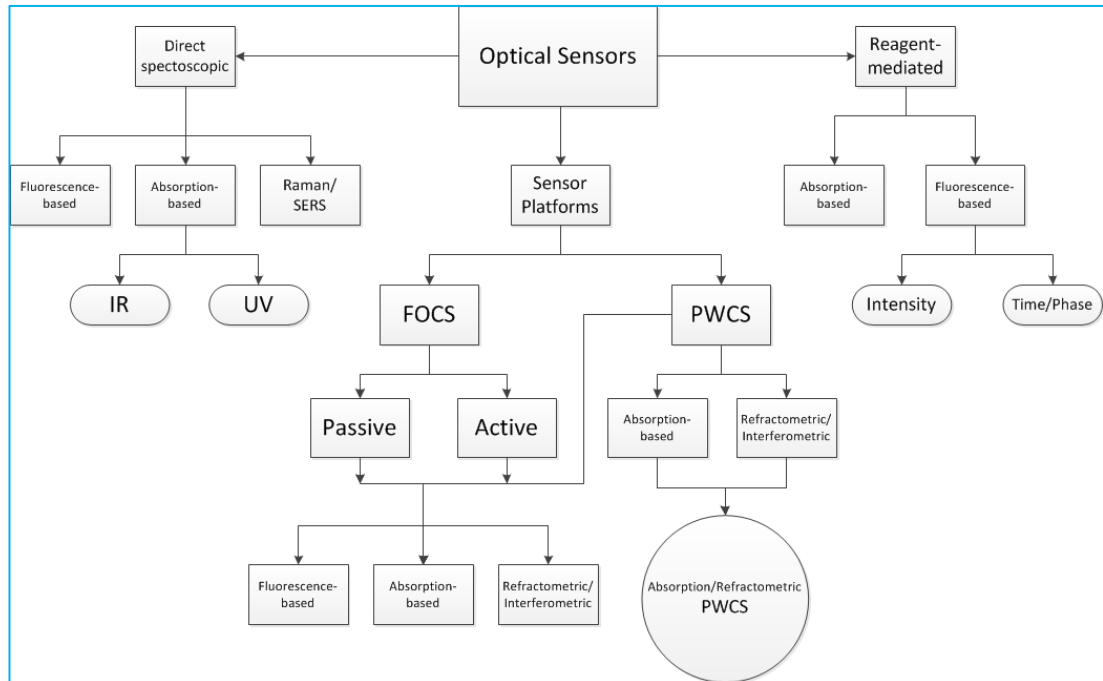 Optical Sensors
Direct
spectoscopic
Reagent-
mediated
Fluorescence-
based
Absorption-
based
Raman/
SERS
Sensor
Platforms
Absorption-
based
Fluorescence-
based
IR
UV
FOCS
PWCS
Intensity
Time/Phase
Passive
Active
Absorption-
based
Refractometric/
Interferometric
Fluorescence-
based
Absorption-
based
Refractometric/
Interferometric
Absorption/Refractometric
PWCS